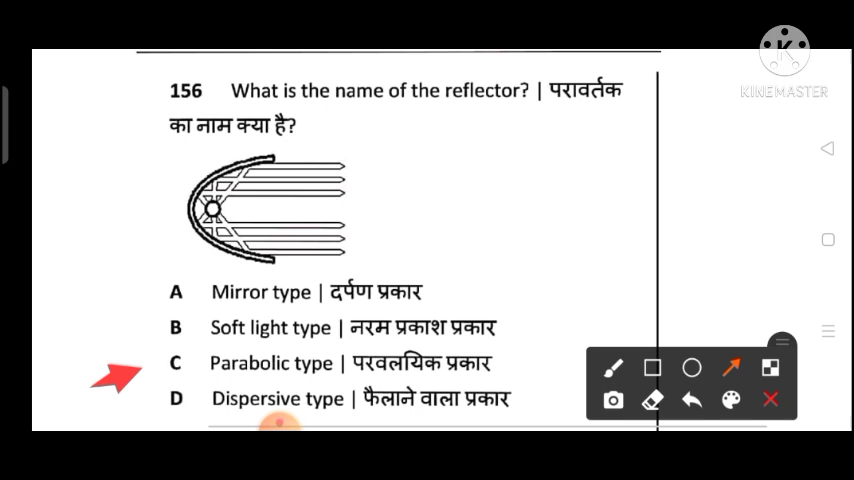 K
KINEMASTER
156 What is the name of the reflector? | परावर्तक
का नाम क्या है?
A Mirror type | दर्पण प्रकार
B Soft light type | नरम प्रकाश प्रकार
C Parabolic type | परवलयिक प्रकार
D Dispersive type | फैलाने वाला प्रकार